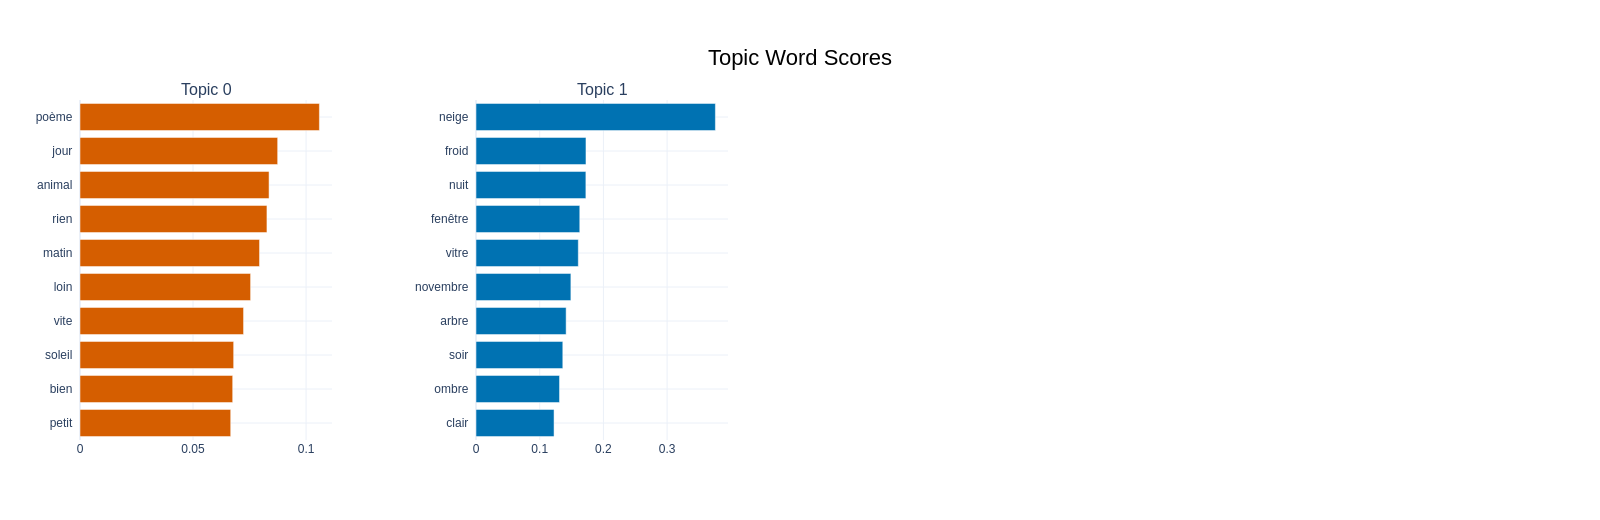 Topic Word Scores
Topic 0
poème
jour
animal
rien
matin
loin
vite
soleil
bien
petit
0 0.05 0.1
Topic 1
neige
froid
nuit
fenêtre
vitre
novembre
arbre
soir
ombre
clair
0 0.1 0.2 0.3